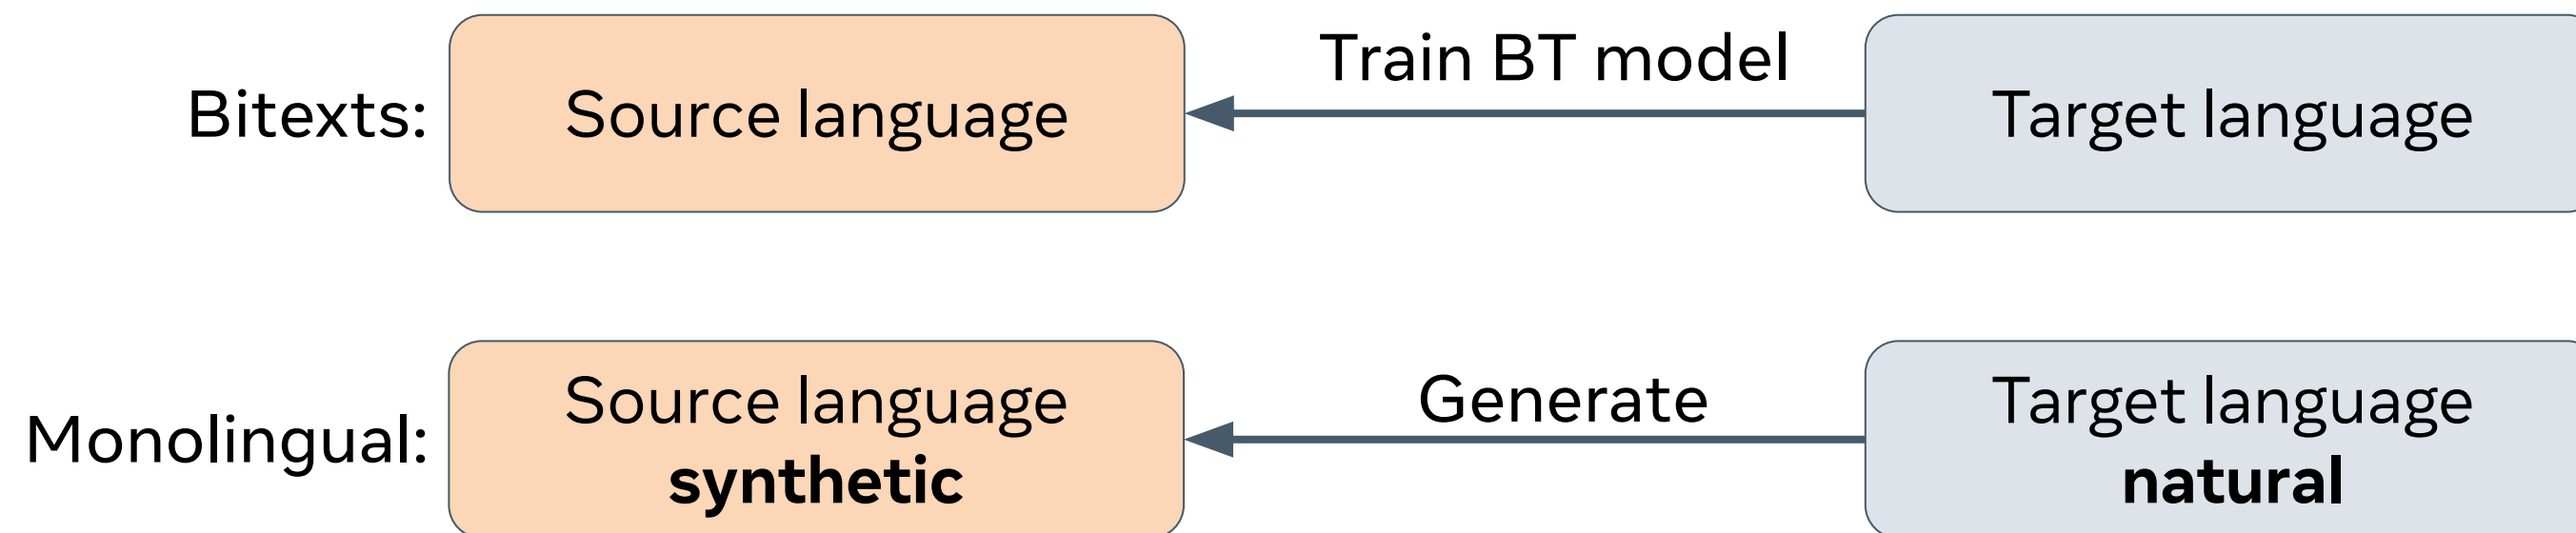 Bitexts:
Source language
Train BT model
Target language
Monolingual:
Source language
synthetic
Generate
Target language
natural